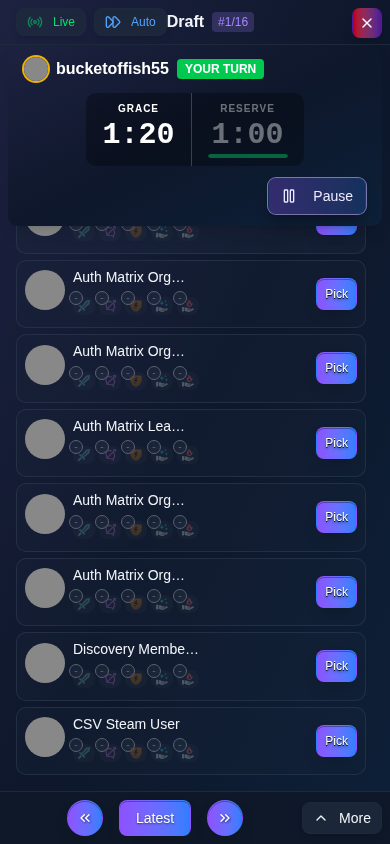 Live
Auto
Draft
#1/16
bucketoffish55
YOUR TURN
GRACE
RESERVE
1:20
1:00
Pause
Auth Matrix Org…
Pick
Auth Matrix Org…
Pick
Auth Matrix Lea…
Pick
Auth Matrix Org…
Pick
Auth Matrix Org…
Pick
Discovery Membe…
Pick
CSV Steam User
Pick
Latest
More